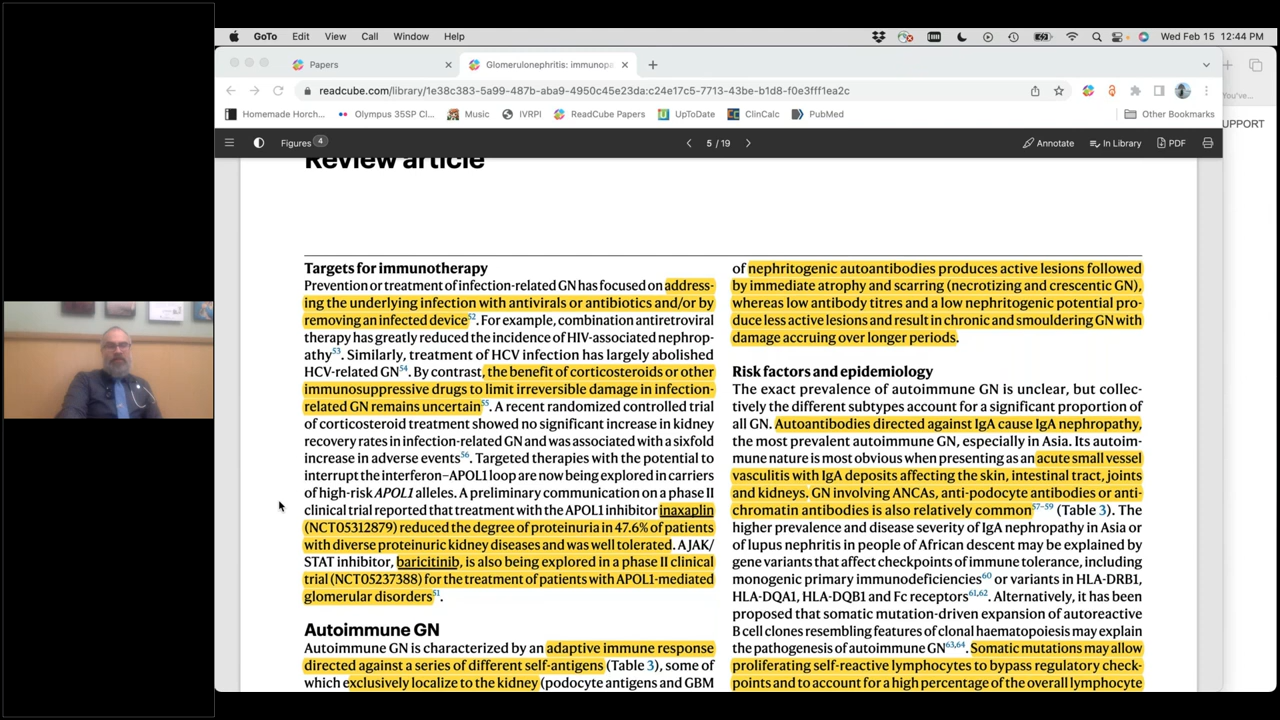 GoTo Edit View Call Window Help Wed Feb 15 12:44 PM
Papers
Glomerulonephritis: immunop
readcube.com/library/1e38c383-5a99-487b-aba9-4950c45e23da:c24e17c5-7713-43be-b1d8-f0e3fff1ea2c
You've...
Homemade Horch... Olympus 35SP Cl... Music IVRPI ReadCube Papers UpToDate ClinCalc PubMed Other Bookmarks
UPPORT
Figures 4 5 / 19 Annotate In Library PDF
Review article
Targets for immunotherapy
Prevention or treatment of infection-related GN has focused on address-
ing the underlying infection with antivirals or antibiotics and/or by
removing an infected device52. For example, combination antiretroviral
therapy has greatly reduced the incidence of HIV-associated nephrop-
athy53. Similarly, treatment of HCV infection has largely abolished
HCV-related GN54. By contrast, the benefit of corticosteroids or other
immunosuppressive drugs to limit irreversible damage in infection-
related GN remains uncertain55. A recent randomized controlled trial
of corticosteroid treatment showed no significant increase in kidney
recovery rates in infection-related GN and was associated with a sixfold
increase in adverse events56. Targeted therapies with the potential to
interrupt the interferon–APOL1 loop are now being explored in carriers
of high-risk APOL1 alleles. A preliminary communication on a phase II
clinical trial reported that treatment with the APOL1 inhibitor inaxaplin
(NCT05312879) reduced the degree of proteinuria in 47.6% of patients
with diverse proteinuric kidney diseases and was well tolerated. A JAK/
STAT inhibitor, baricitinib, is also being explored in a phase II clinical
trial (NCT05237388) for the treatment of patients with APOL1-mediated
glomerular disorders51.
Autoimmune GN
Autoimmune GN is characterized by an adaptive immune response
directed against a series of different self-antigens (Table 3), some of
which exclusively localize to the kidney (podocyte antigens and GBM
of nephritogenic autoantibodies produces active lesions followed
by immediate atrophy and scarring (necrotizing and crescentic GN),
whereas low antibody titres and a low nephritogenic potential pro-
duce less active lesions and result in chronic and smouldering GN with
damage accruing over longer periods.
Risk factors and epidemiology
The exact prevalence of autoimmune GN is unclear, but collec-
tively the different subtypes account for a significant proportion of
all GN. Autoantibodies directed against IgA cause IgA nephropathy,
the most prevalent autoimmune GN, especially in Asia. Its autoim-
mune nature is most obvious when presenting as an acute small vessel
vasculitis with IgA deposits affecting the skin, intestinal tract, joints
and kidneys. GN involving ANCAs, anti-podocyte antibodies or anti-
chromatin antibodies is also relatively common57–59 (Table 3). The
higher prevalence and disease severity of IgA nephropathy in Asia or
of lupus nephritis in people of African descent may be explained by
gene variants that affect checkpoints of immune tolerance, including
monogenic primary immunodeficiencies60 or variants in HLA-DRB1,
HLA-DQA1, HLA-DQB1 and Fc receptors61,62. Alternatively, it has been
proposed that somatic mutation-driven expansion of autoreactive
B cell clones resembling features of clonal haematopoiesis may explain
the pathogenesis of autoimmune GN63,64. Somatic mutations may allow
proliferating self-reactive lymphocytes to bypass regulatory check-
points and to account for a high percentage of the overall lymphocyte